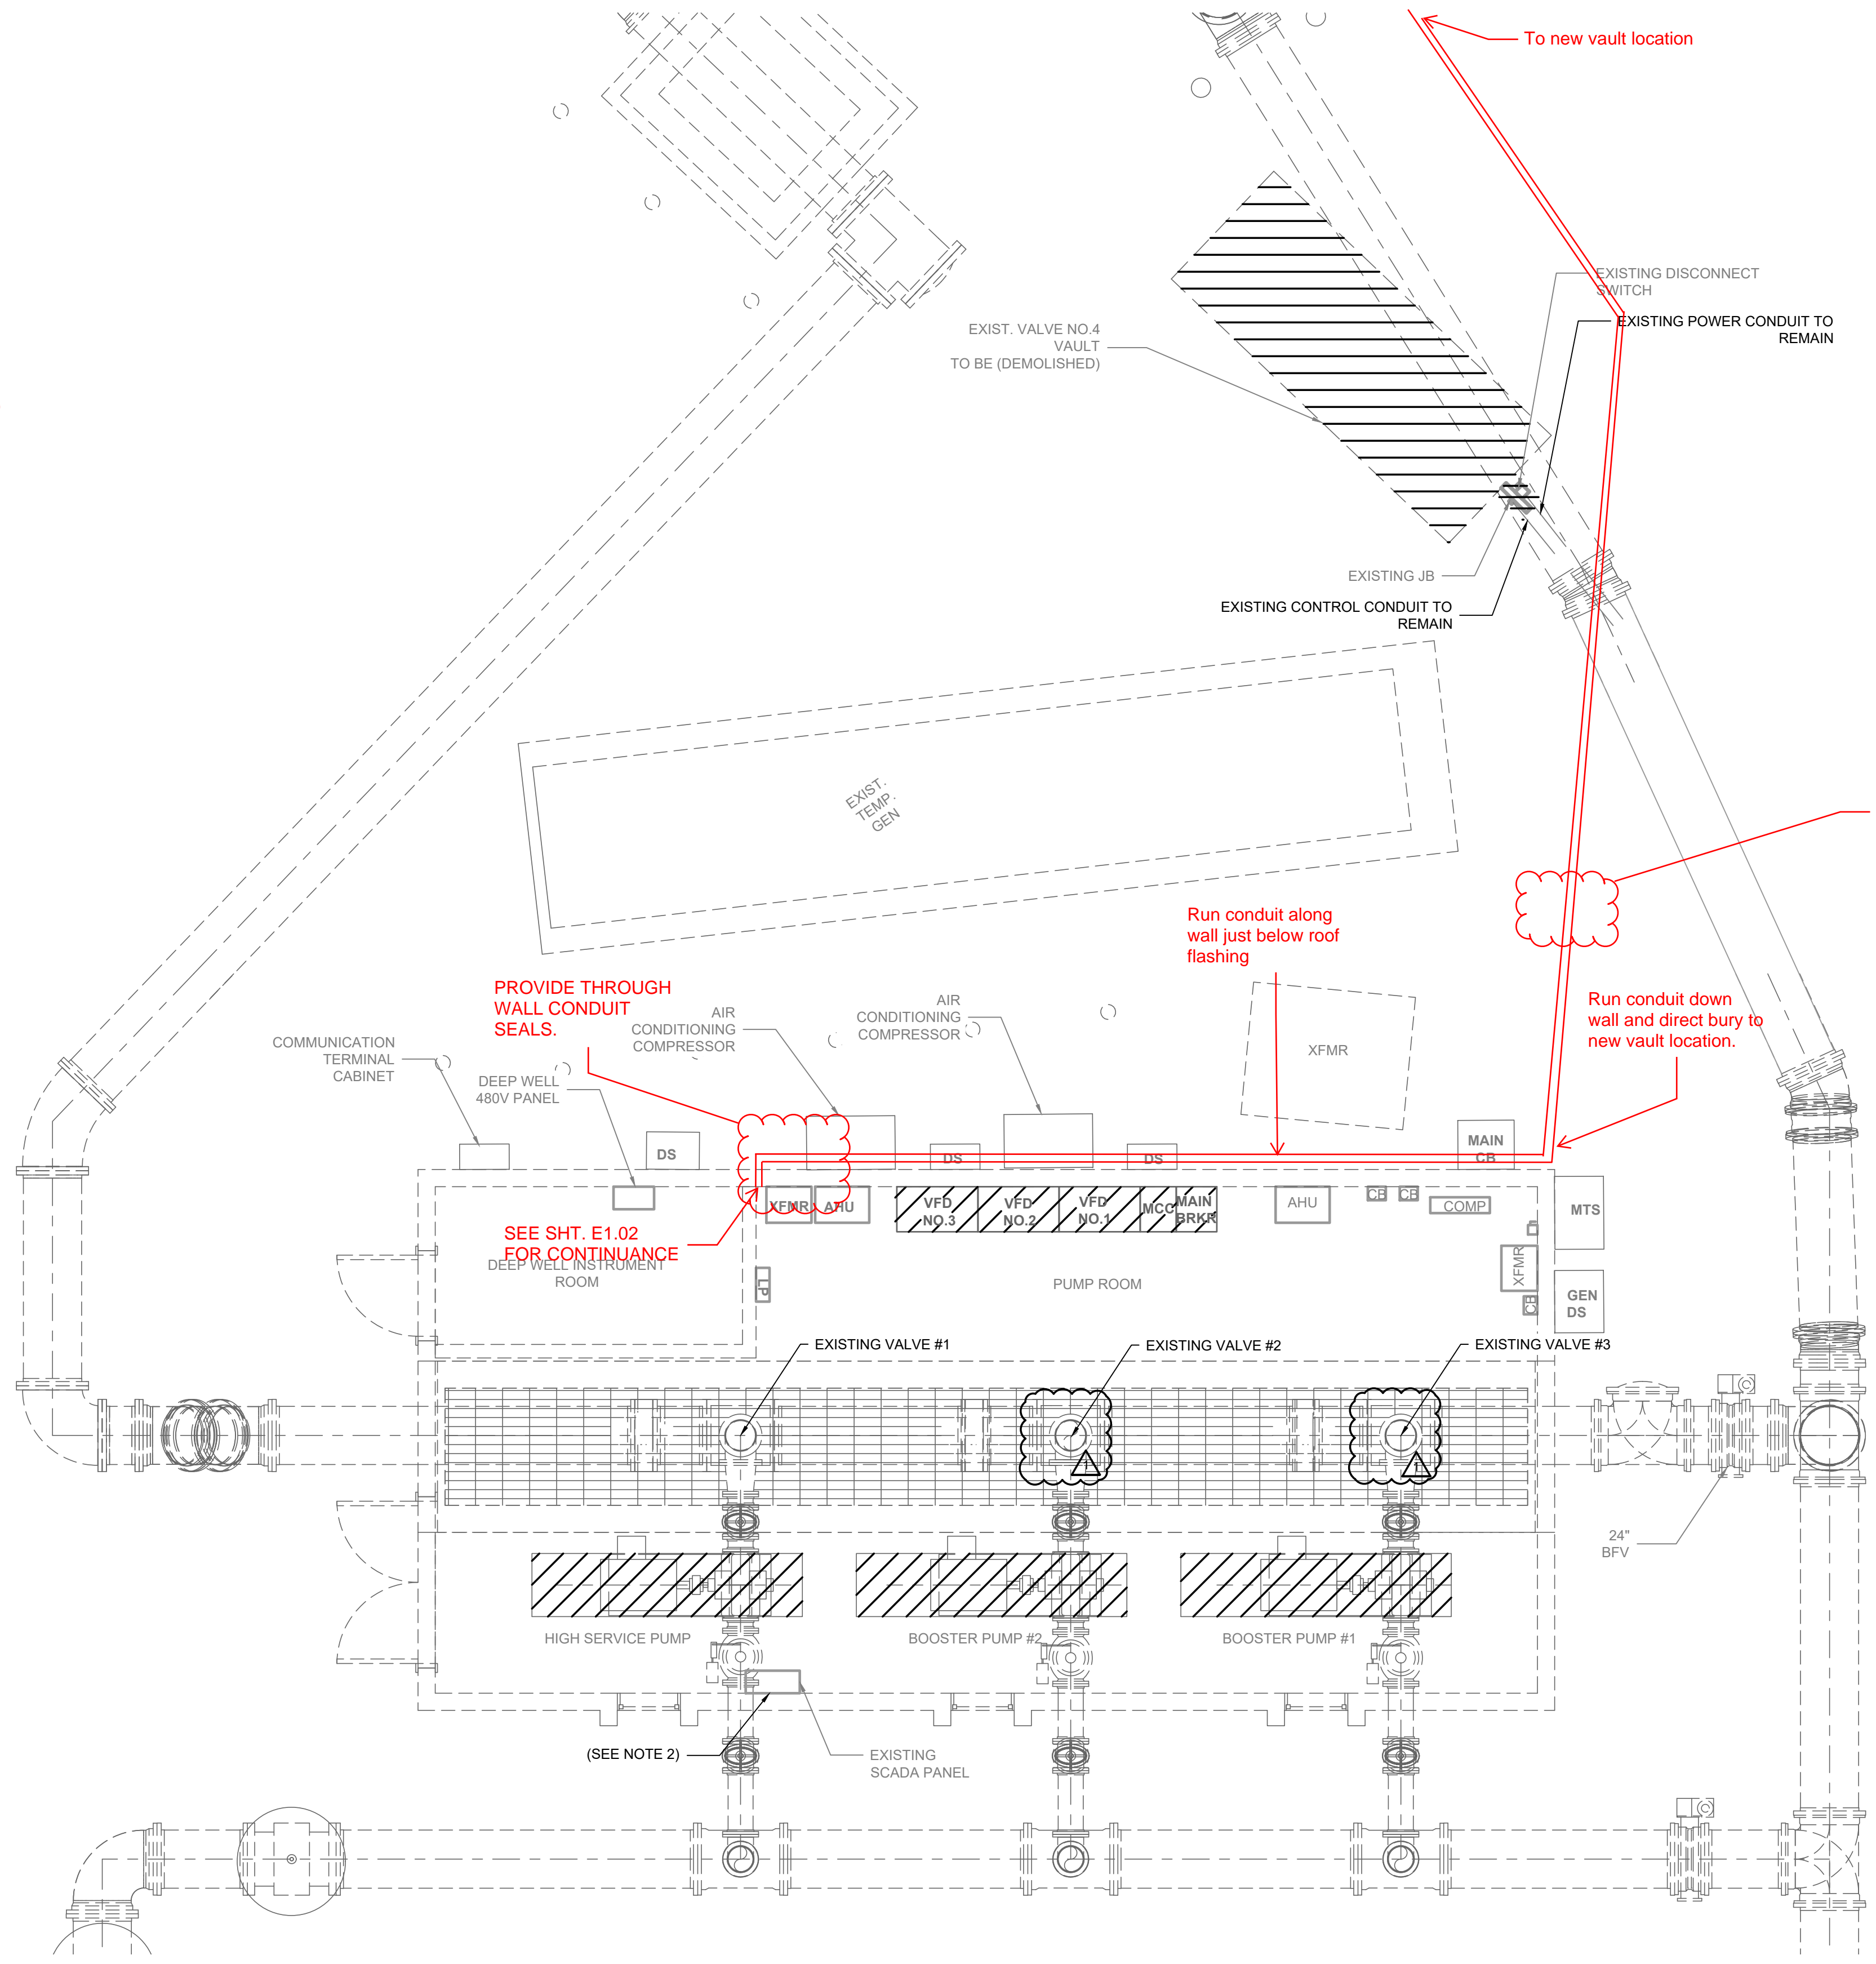 To new vault location
EXISTING DISCONNECT
SWITCH
EXISTING POWER CONDUIT TO
REMAIN
EXIST. VALVE NO.4
VAULT
TO BE (DEMOLISHED)
EXISTING JB
EXISTING CONTROL CONDUIT TO
REMAIN
EXIST.
TEMP.
GEN
Run conduit along
wall just below roof
flashing
PROVIDE THROUGH
WALL CONDUIT
SEALS.
AIR
CONDITIONING
COMPRESSOR
AIR
CONDITIONING
COMPRESSOR
Run conduit down
wall and direct bury to
new vault location.
COMMUNICATION
TERMINAL
CABINET
DEEP WELL
480V PANEL
XFMR
DS
DS
DS
MAIN
CB
XFMR
AHU
VFD
NO.3
VFD
NO.2
VFD
NO.1
MCC
MAIN
BRKR
AHU
CB
CB
COMP
MTS
SEE SHT. E1.02
FOR CONTINUANCE
DEEP WELL INSTRUMENT
ROOM
LP
PUMP ROOM
XFMR
CB
GEN
DS
EXISTING VALVE #1
EXISTING VALVE #2
EXISTING VALVE #3
1
1
24"
BFV
HIGH SERVICE PUMP
BOOSTER PUMP #2
BOOSTER PUMP #1
(SEE NOTE 2)
EXISTING
SCADA PANEL